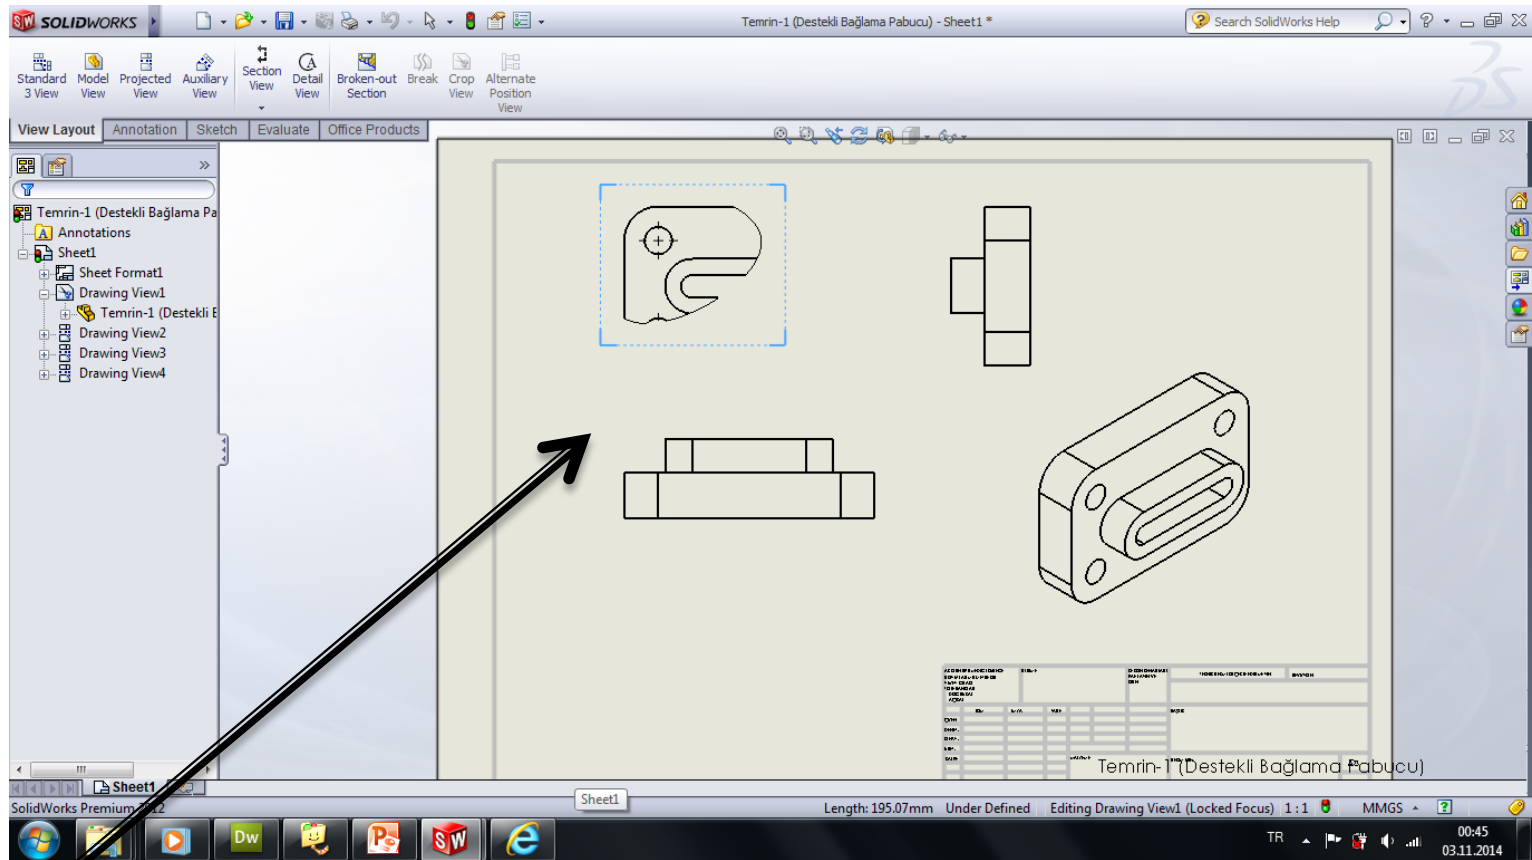 SOLIDWORKS
Temrin-1 (Destekli Bağlama Pabucu) - Sheet1 *
Search SolidWorks Help
Standard 3 View
Model View
Projected View
Auxiliary View
Section View
Detail View
Broken-out Section
Break
Crop View
Alternate Position View
View Layout
Annotation
Sketch
Evaluate
Office Products
Temrin-1 (Destekli Bağlama Pa
Annotations
Sheet1
Sheet Format1
Drawing View1
Temrin-1 (Destekli
Drawing View2
Drawing View3
Drawing View4
Temrin-1 (Destekli Bağlama Pabucu)
Sheet1
Sheet1
SolidWorks Premium
Length: 195.07mm Under Defined Editing Drawing View1 (Locked Focus) 1 : 1 MMGS
Dw
TR
00:45
03.11.2014